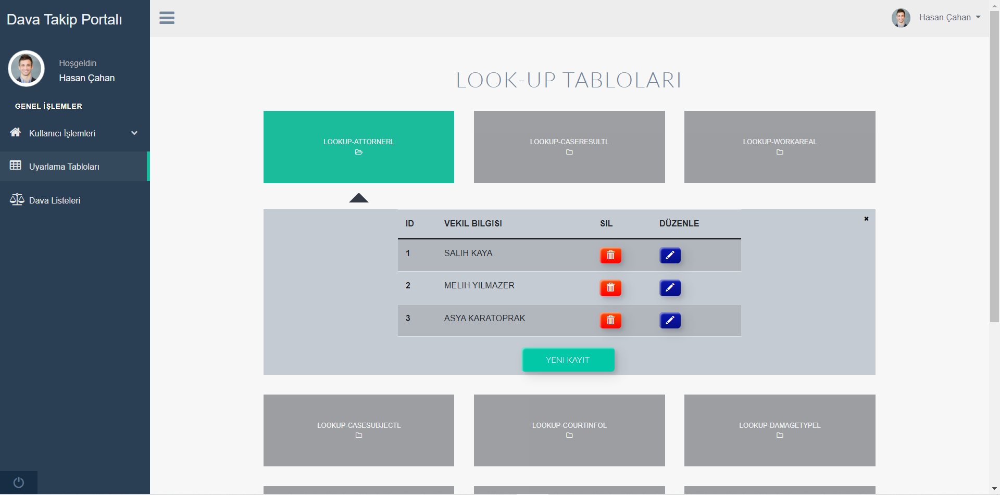 Dava Takip Portalı
Hasan Çahan
Hoşgeldin
Hasan Çahan
GENEL İŞLEMLER
Kullanıcı İşlemleri
Uyarlama Tabloları
Dava Listeleri
LOOK-UP TABLOLARI
LOOKUP-ATTORNERL
LOOKUP-CASERESULTL
LOOKUP-WORKAREAL
ID VEKIL BILGISI SIL DÜZENLE
1 SALIH KAYA
2 MELIH YILMAZER
3 ASYA KARATOPRAK
YENI KAYIT
LOOKUP-CASESUBJECTL
LOOKUP-COURTINFOL
LOOKUP-DAMAGETYPEL